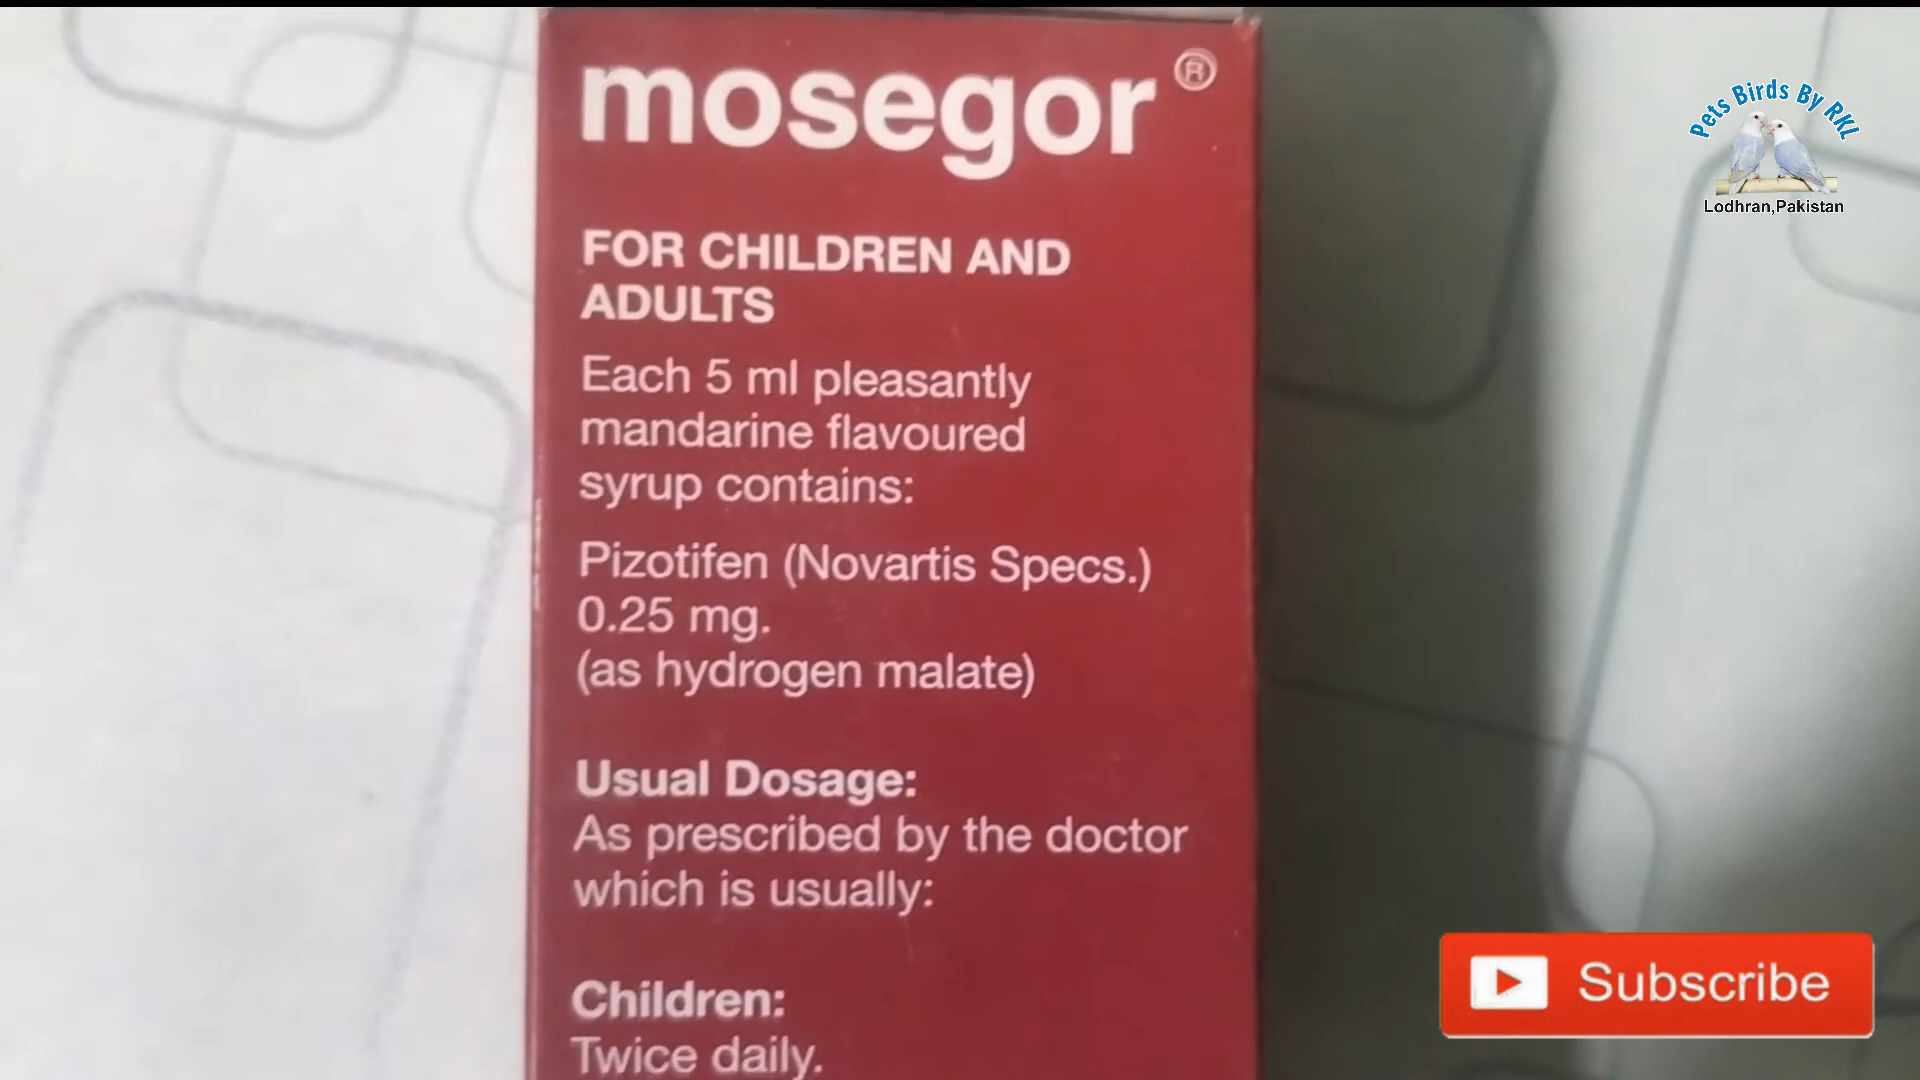 mosegor ®
FOR CHILDREN AND
ADULTS
Each 5 ml pleasantly
mandarine flavoured
syrup contains:
Pizotifen (Novartis Specs.)
0.25 mg.
(as hydrogen malate)
Usual Dosage:
As prescribed by the doctor
which is usually:
Children:
Twice daily.
Pets Birds By RKL
Lodhran,Pakistan
Subscribe